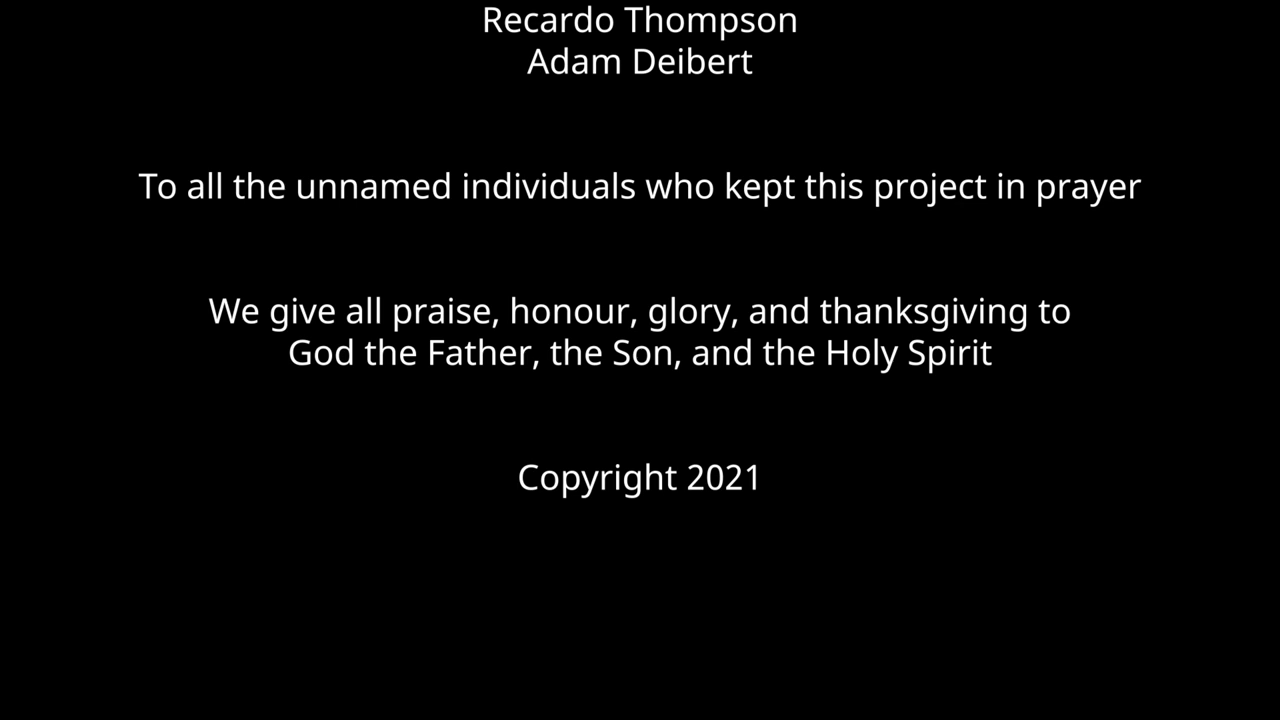 Recardo Thompson
Adam Deibert
To all the unnamed individuals who kept this project in prayer
We give all praise, honour, glory, and thanksgiving to
God the Father, the Son, and the Holy Spirit
Copyright 2021